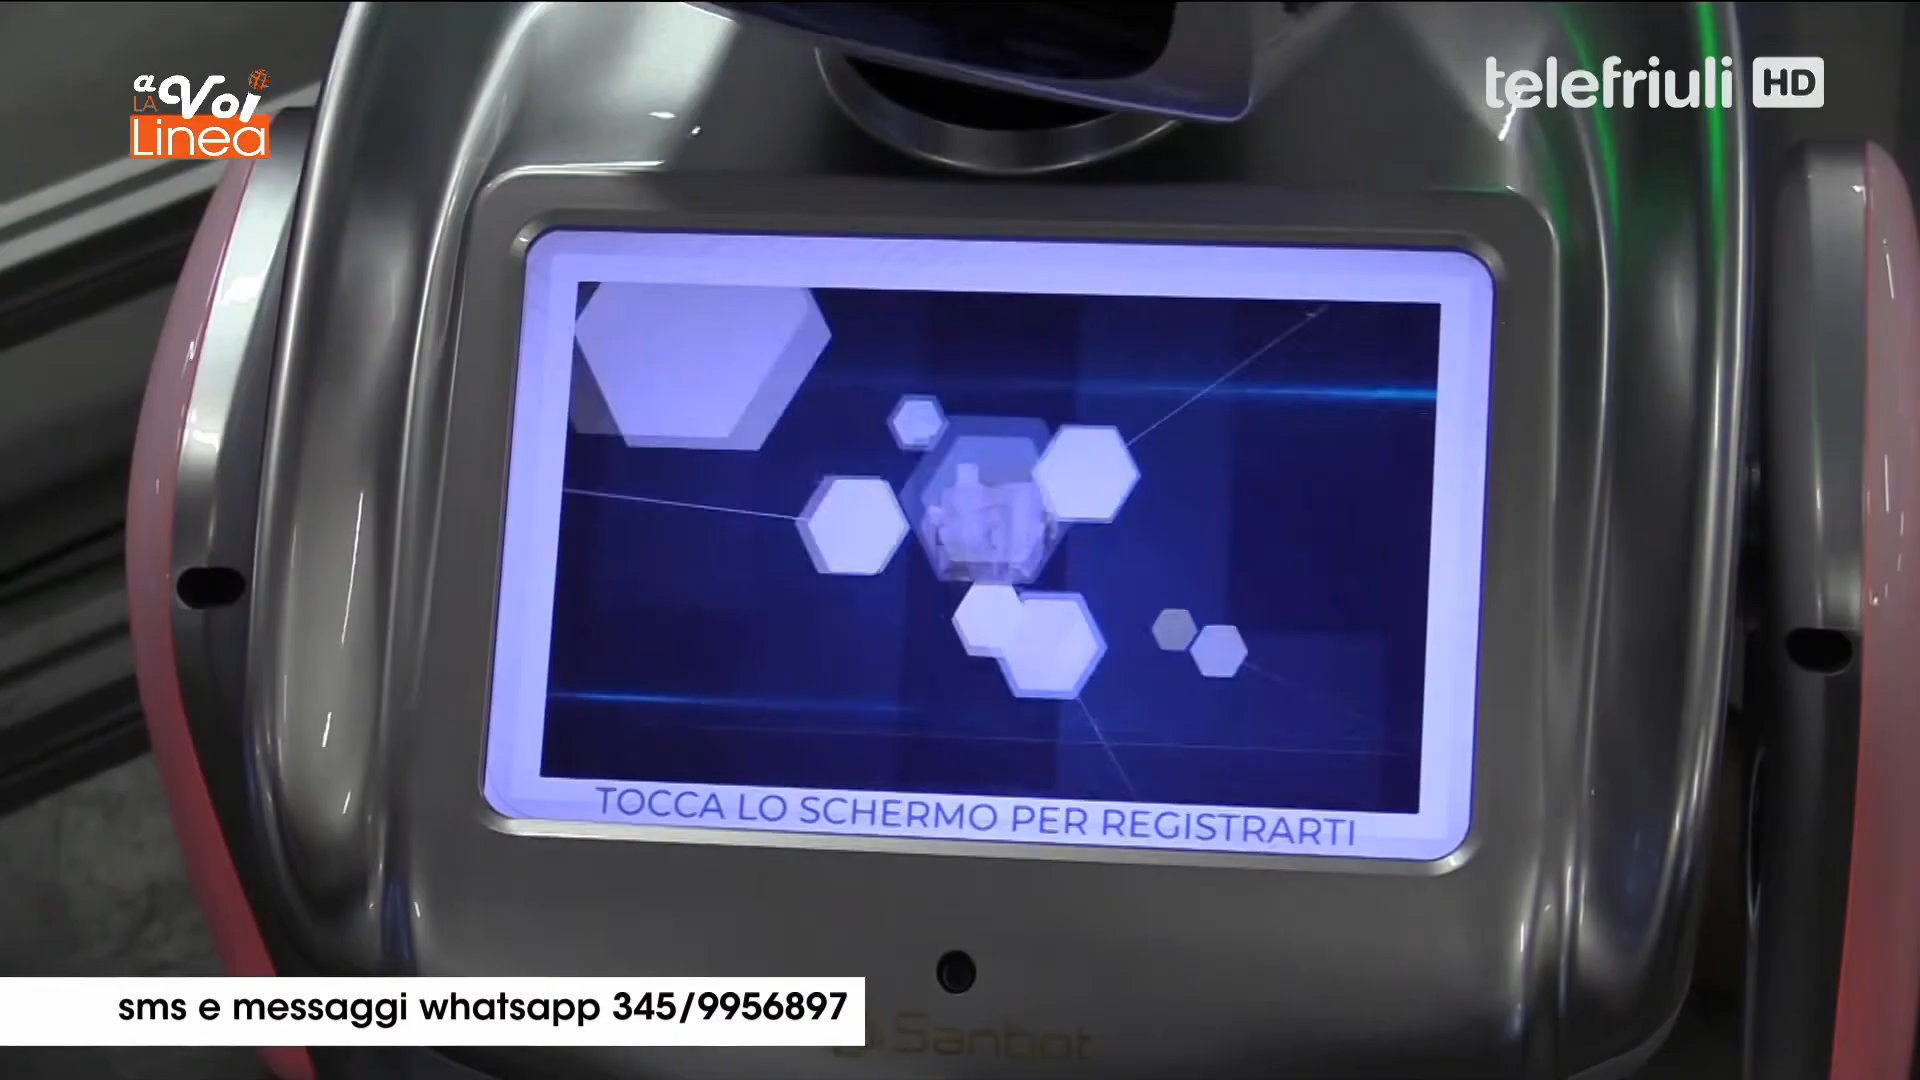 a Voi
LA
Linea
telefriuli HD
TOCCA LO SCHERMO PER REGISTRARTI
sms e messaggi whatsapp 345/9956897
Sanbot